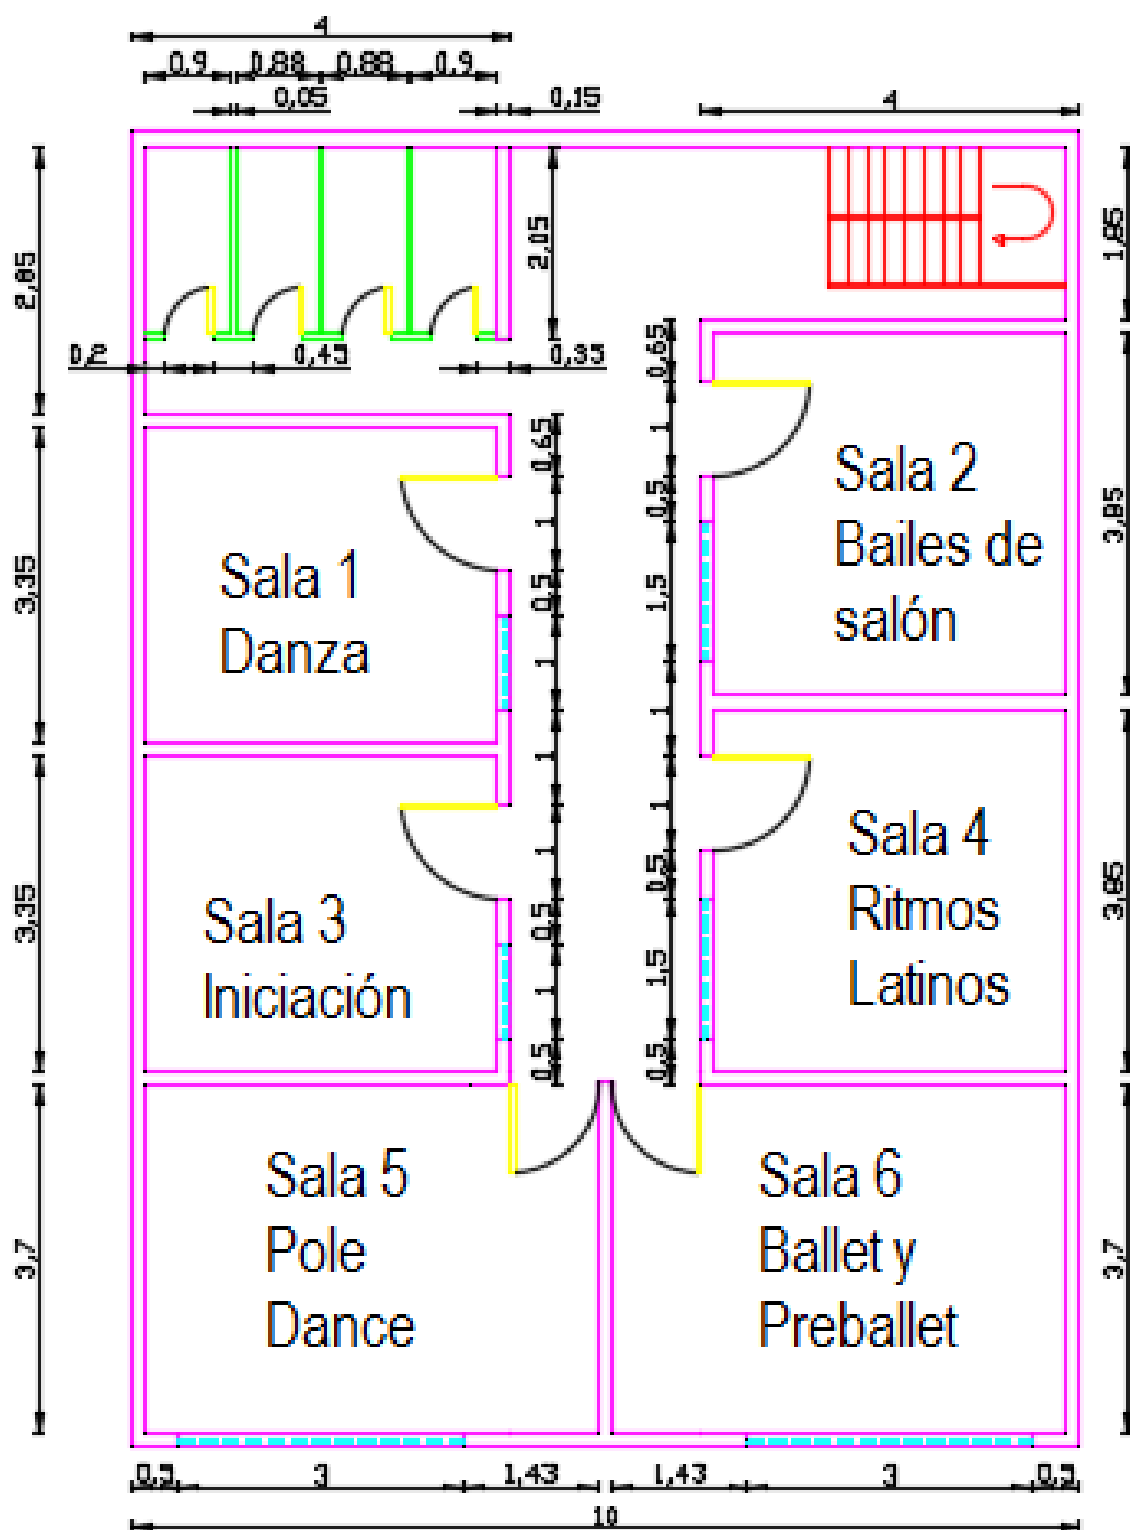 4
0,9 0,88 0,88 0,9
0,05 0,15 4
2,85 2,05 1,85
0,2 0,45 0,35 0,65
0,65 1
Sala 2
Bailes de
salón
0,5 3,85
1 1,5
3,35
Sala 1
Danza
0,5
1 1
1 1
Sala 4
Ritmos
Latinos
1 0,5 3,85
3,35
Sala 3
Iniciación
0,5 1,5
1
0,5 0,5
Sala 5
Pole
Dance
Sala 6
Ballet y
Preballet
3,7 3,7
0,5 3 1,43 1,43 3 0,5
10